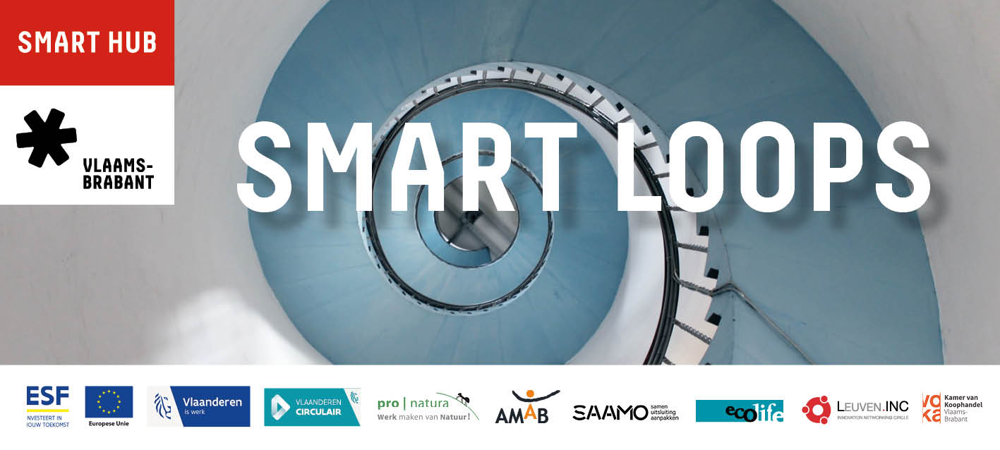 SMART HUB
VLAAMS-
BRABANT
SMART LOOPS
ESF
NVESTEERT IN
OUW TOEKOMST
Europese Unie
Vlaanderen
is werk
VLAANDEREN
CIRCULAIR
pro | natura
Werk maken van Natuur!
AMAB
SAAMO
samen
uitsluiting
aanpakken
ecolife
LEUVEN.INC
INNOVATION NETWORKING CIRCLE
voka
Kamer van
Koophandel
Vlaams-
Brabant